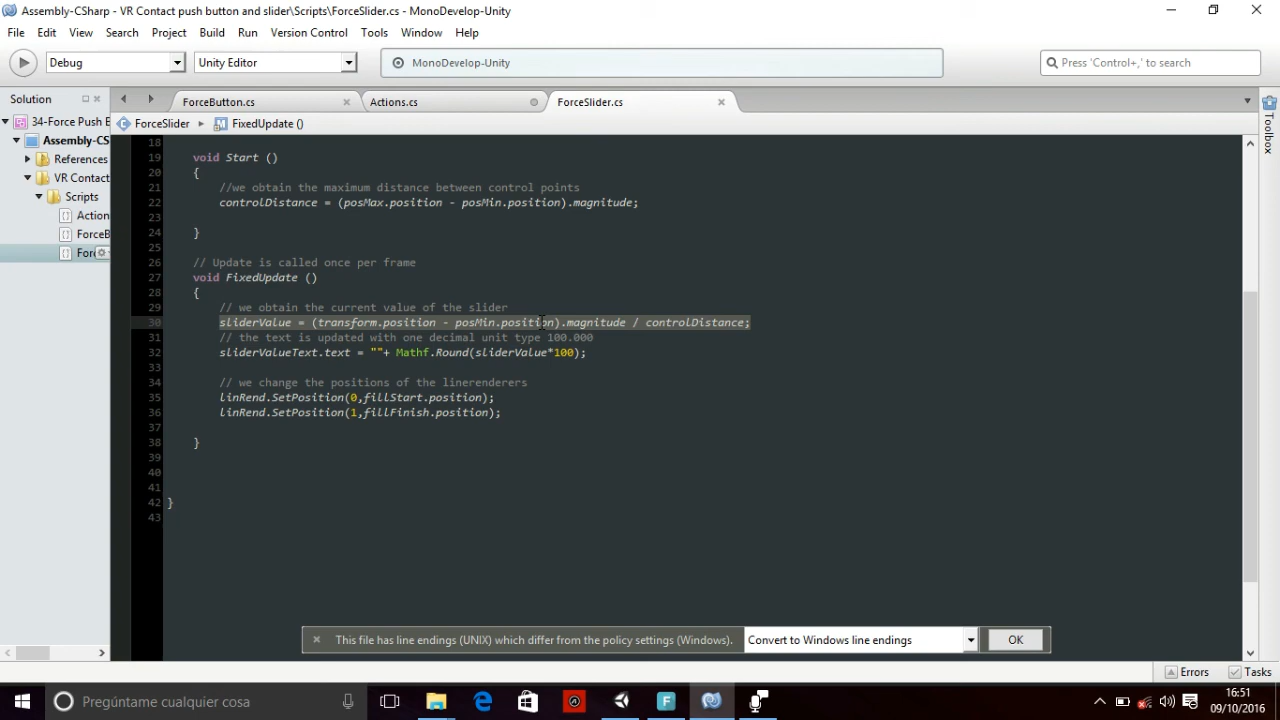 Assembly-CSharp - VR Contact push button and slider\Scripts\ForceSlider.cs - MonoDevelop-Unity
File Edit View Search Project Build Run Version Control Tools Window Help
Debug Unity Editor MonoDevelop-Unity Press 'Control+,' to search
Solution ForceButton.cs Actions.cs ForceSlider.cs
34-Force Push B ForceSlider FixedUpdate ()
Assembly-CS
References
VR Contact
Scripts
Action
ForceB
Forc
Toolbox
18
19 void Start ()
20 {
21 //we obtain the maximum distance between control points
22 controlDistance = (posMax.position - posMin.position).magnitude;
23
24 }
25
26 // Update is called once per frame
27 void FixedUpdate ()
28 {
29 // we obtain the current value of the slider
30 sliderValue = (transform.position - posMin.position).magnitude / controlDistance;
31 // the text is updated with one decimal unit type 100.000
32 sliderValueText.text = ""+ Mathf.Round(sliderValue*100);
33
34 // we change the positions of the linerenderers
35 linRend.SetPosition(0,fillStart.position);
36 linRend.SetPosition(1,fillFinish.position);
37
38 }
39
40
41
42 }
43
This file has line endings (UNIX) which differ from the policy settings (Windows). Convert to Windows line endings OK
Errors Tasks
Pregúntame cualquier cosa
16:51
09/10/2016